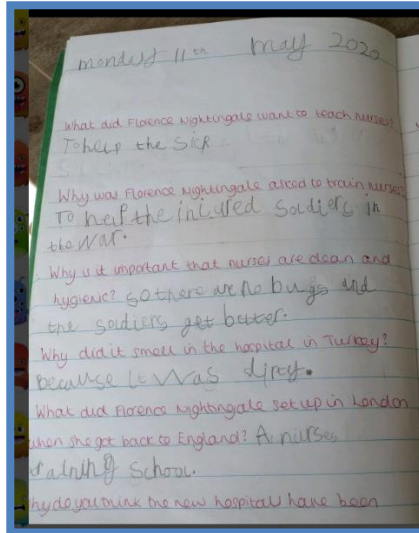 monday 11th may 2020
What did Florence Nightingale want to teach nurses?
To help the sick
Why was Florence Nightingale asked to train nurses?
To help the injured Soldiers in
the war.
Why is it important that nurses are clean and
hygienic? so there are no bugs and
the soldiers get better.
Why did it smell in the hospital in Turkey?
Because it was dirty.
What did Florence Nightingale set up in London
when she got back to England? A nurses
training School.
hy do you think the new hospital have been